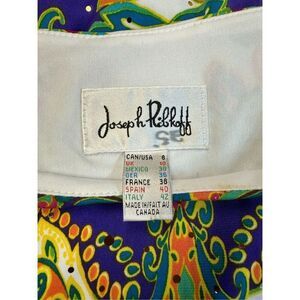 Joseph Ribkoff
CAN/USA 8
UK 10
MEXICO 30
GER 36
FRANCE 38
SPAIN 40
ITALY 42
MADE IN/FAIT AU
CANADA